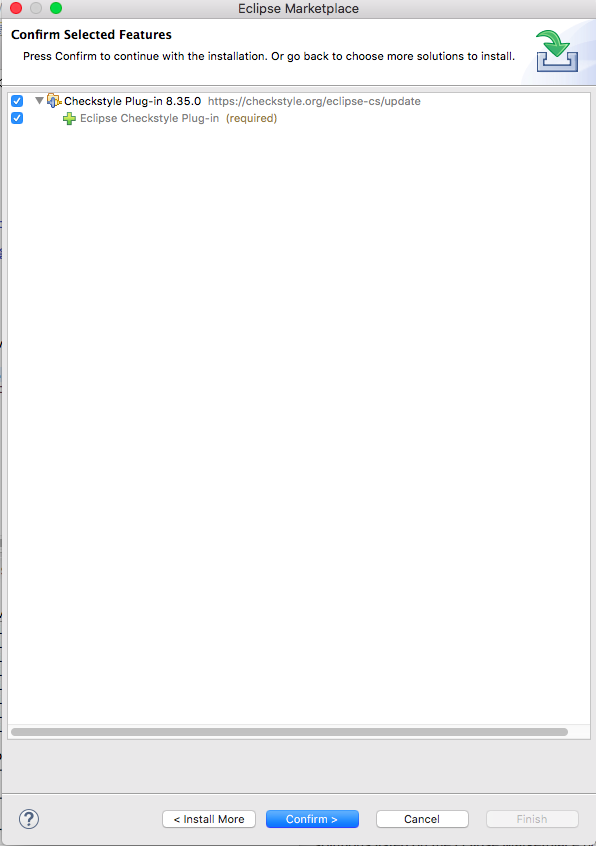 Eclipse Marketplace
Confirm Selected Features
Press Confirm to continue with the installation. Or go back to choose more solutions to install.
Checkstyle Plug-in 8.35.0 https://checkstyle.org/eclipse-cs/update
Eclipse Checkstyle Plug-in (required)
? < Install More Confirm > Cancel Finish